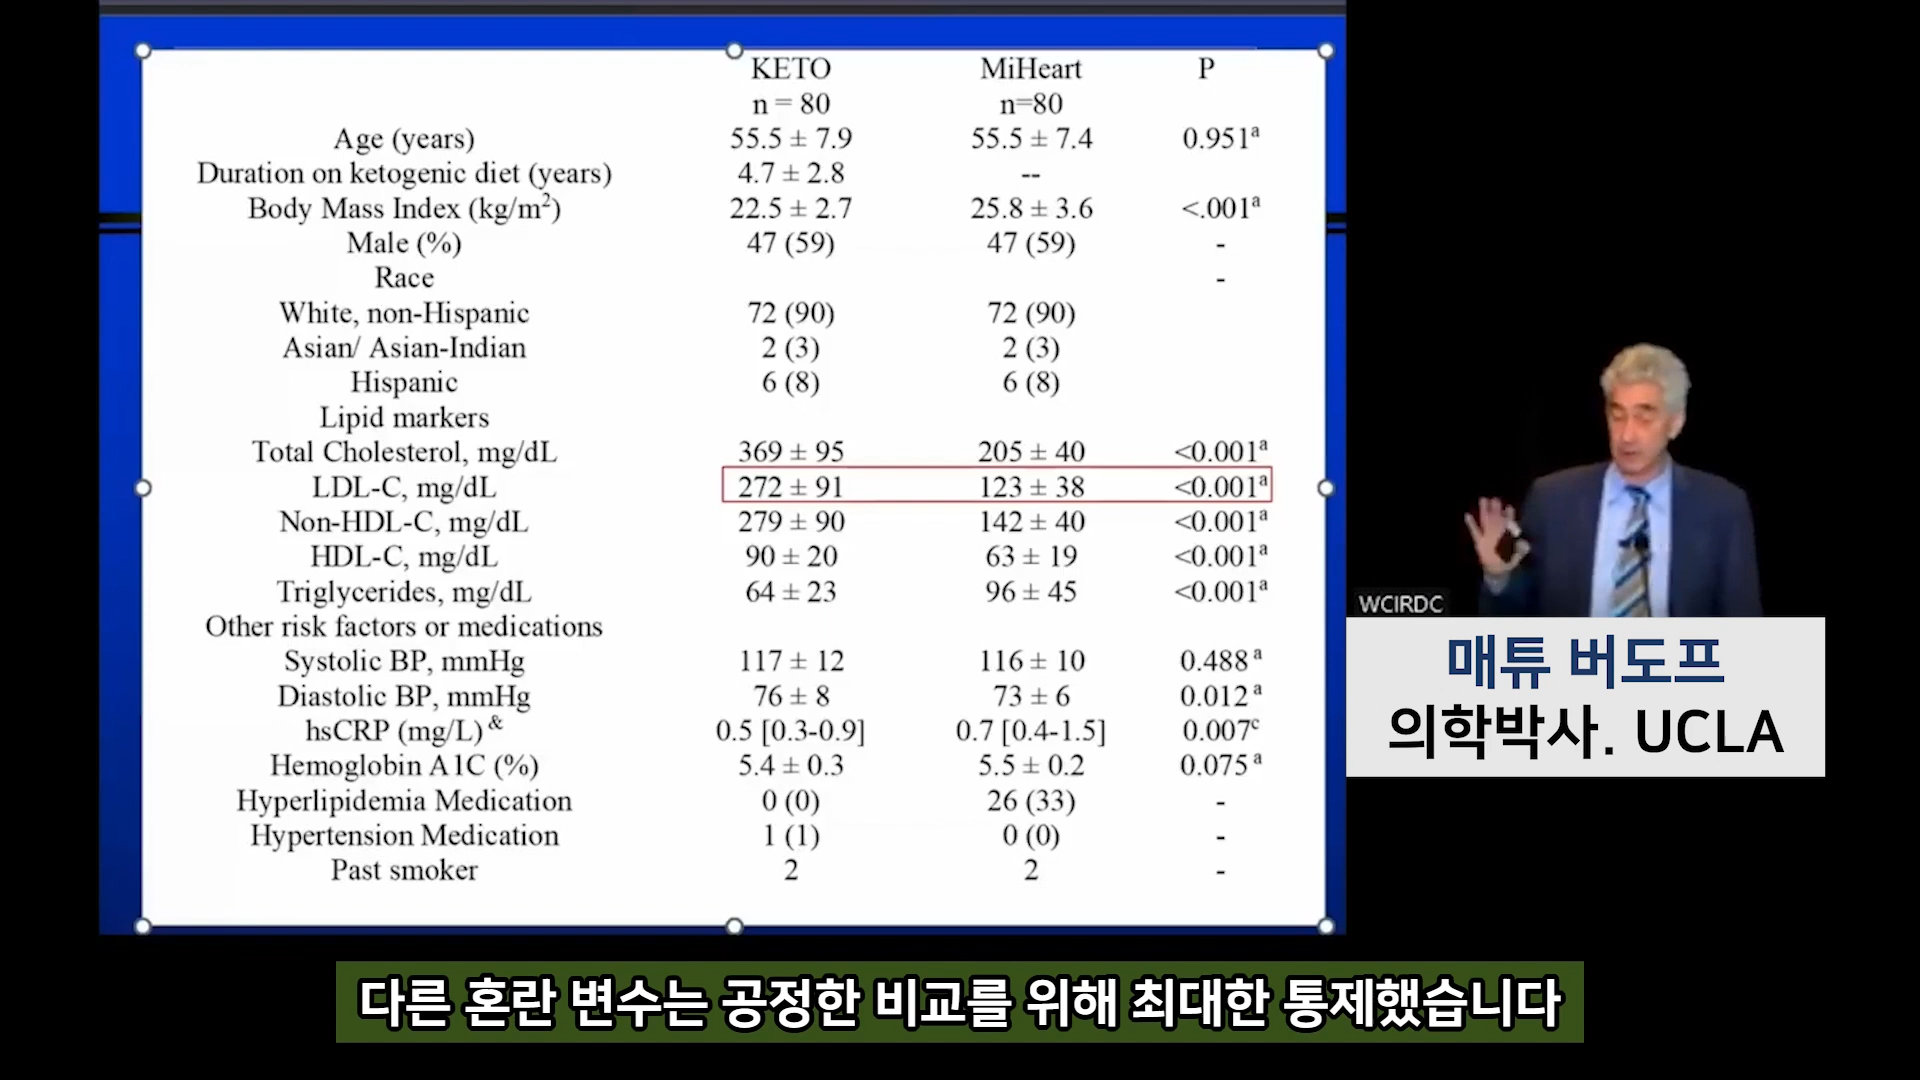 KETO MiHeart P
n = 80 n=80
Age (years) 55.5 ± 7.9 55.5 ± 7.4 0.951ᵃ
Duration on ketogenic diet (years) 4.7 ± 2.8 --
Body Mass Index (kg/m²) 22.5 ± 2.7 25.8 ± 3.6 <.001ᵃ
Male (%) 47 (59) 47 (59) -
Race -
White, non-Hispanic 72 (90) 72 (90)
Asian/ Asian-Indian 2 (3) 2 (3)
Hispanic 6 (8) 6 (8)
Lipid markers
Total Cholesterol, mg/dL 369 ± 95 205 ± 40 <0.001ᵃ
LDL-C, mg/dL 272 ± 91 123 ± 38 <0.001ᵃ
Non-HDL-C, mg/dL 279 ± 90 142 ± 40 <0.001ᵃ
HDL-C, mg/dL 90 ± 20 63 ± 19 <0.001ᵃ
Triglycerides, mg/dL 64 ± 23 96 ± 45 <0.001ᵃ
Other risk factors or medications
Systolic BP, mmHg 117 ± 12 116 ± 10 0.488 ᵃ
Diastolic BP, mmHg 76 ± 8 73 ± 6 0.012 ᵃ
hsCRP (mg/L) & 0.5 [0.3-0.9] 0.7 [0.4-1.5] 0.007ᶜ
Hemoglobin A1C (%) 5.4 ± 0.3 5.5 ± 0.2 0.075 ᵃ
Hyperlipidemia Medication 0 (0) 26 (33) -
Hypertension Medication 1 (1) 0 (0) -
Past smoker 2 2 -
WCIRDC
매튜 버도프
의학박사. UCLA
다른 혼란 변수는 공정한 비교를 위해 최대한 통제했습니다